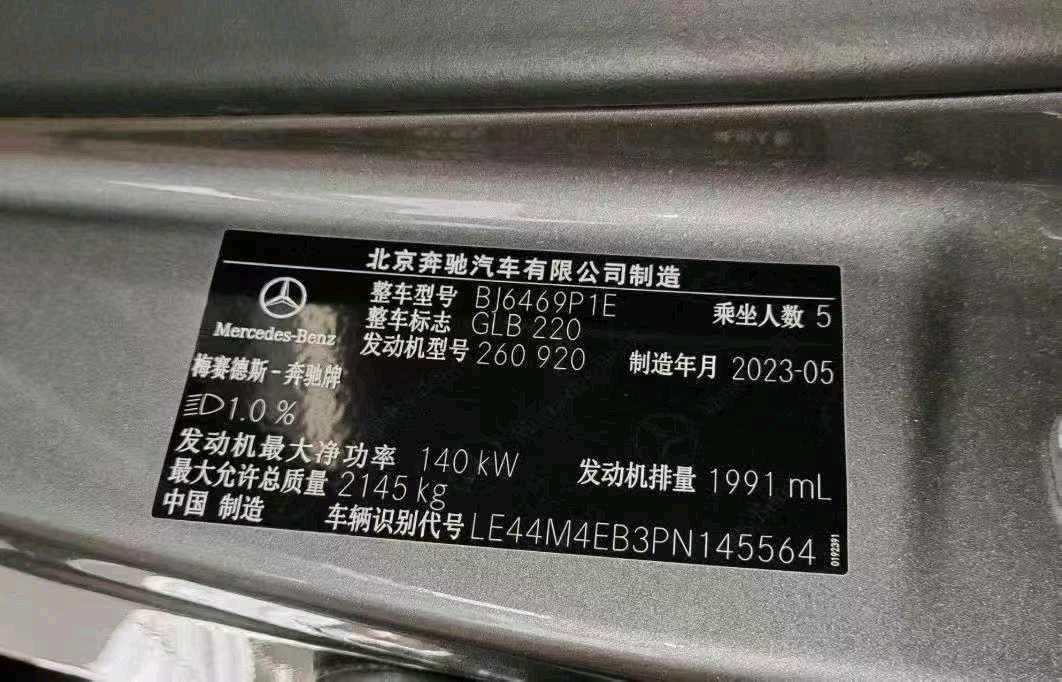 北京奔驰汽车有限公司制造
Mercedes-Benz
梅赛德斯-奔驰牌
整车型号 BJ6469P1E 乘坐人数 5
整车标志 GLB 220
发动机型号 260 920 制造年月 2023-05
1.0 %
发动机最大净功率 140 kW 发动机排量 1991 mL
最大允许总质量 2145 kg
中国 制造 车辆识别代号 LE44M4EB3PN145564
0192391